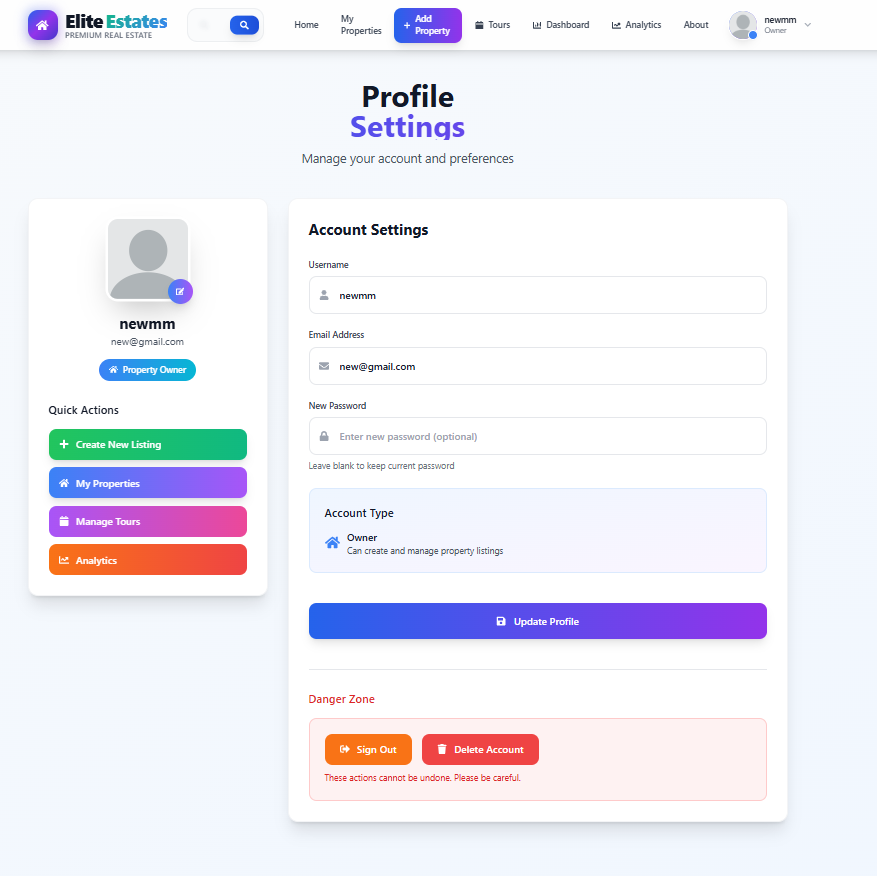 Elite Estates
PREMIUM REAL ESTATE
Home
My
Properties
Add
Property
Tours
Dashboard
Analytics
About
newmm
Owner
Profile
Settings
Manage your account and preferences
newmm
new@gmail.com
Property Owner
Quick Actions
Create New Listing
My Properties
Manage Tours
Analytics
Account Settings
Username
newmm
Email Address
new@gmail.com
New Password
Enter new password (optional)
Leave blank to keep current password
Account Type
Owner
Can create and manage property listings
Update Profile
Danger Zone
Sign Out
Delete Account
These actions cannot be undone. Please be careful.